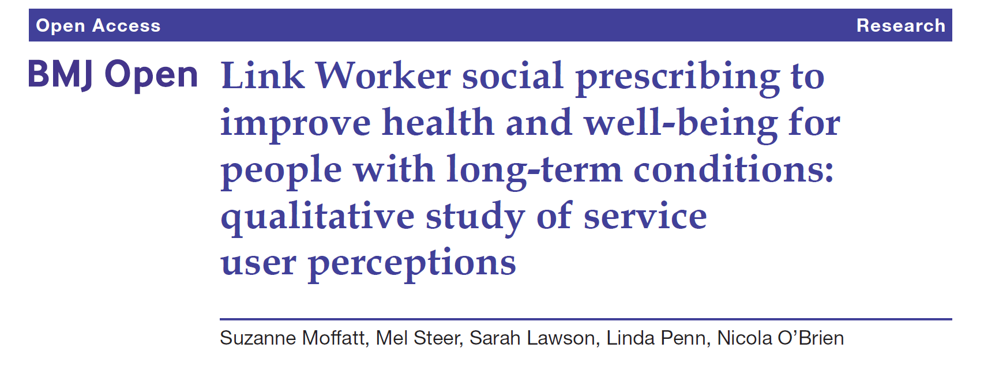 Open Access
Research
BMJ Open
Link Worker social prescribing to
improve health and well-being for
people with long-term conditions:
qualitative study of service
user perceptions
Suzanne Moffatt, Mel Steer, Sarah Lawson, Linda Penn, Nicola O’Brien